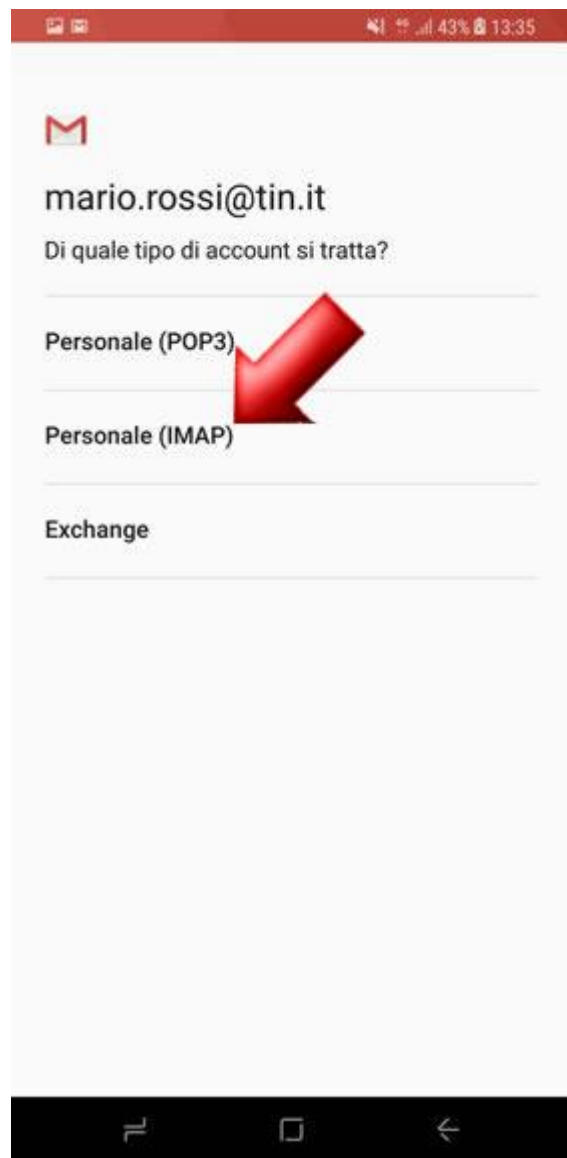 43% 13:35
mario.rossi@tin.it
Di quale tipo di account si tratta?
Personale (POP3)
Personale (IMAP)
Exchange